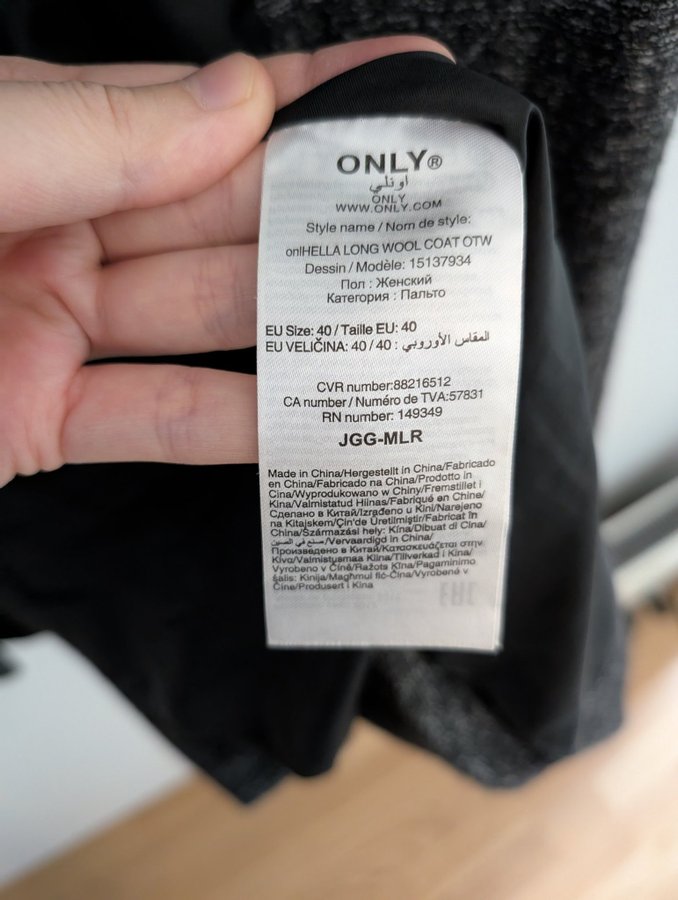 ONLY®
اونلي
ONLY
WWW.ONLY.COM
Style name / Nom de style:
onlHELLA LONG WOOL COAT OTW
Dessin / Modèle: 15137934
Пол : Женский
Категория : Пальто
EU Size: 40 / Taille EU: 40
EU VELIČINA: 40 / 40 : المقاس الأوروبي
CVR number:88216512
CA number / Numéro de TVA:57831
RN number: 149349
JGG-MLR
Made in China/Hergestellt in China/Fabricado
en China/Fabricado na China/Prodotto in
Cina/Wyprodukowano w Chiny/Fremstillet i
Kina/Valmistatud Hiinas/Fabriqué en Chine/
Сделано в Китай/Izrađeno u Kini/Narejeno
na Kitajskem/Çin'de Üretilmiştir/Fabricat în
China/Származási hely: Kína/Dibuat di Cina/
صنع في الصين/Vervaardigd in China/
Произведено в Китай/Κατασκευάζεται στην
Kίνα/Valmistusmaa Kiina/Tillverkad i Kina/
Vyrobeno v Číně/Ražots Ķīna/Pagaminimo
šalis: Kinija/Maghmul fiċ-Ċina/Vyrobené v
Číne/Produsert i Kina